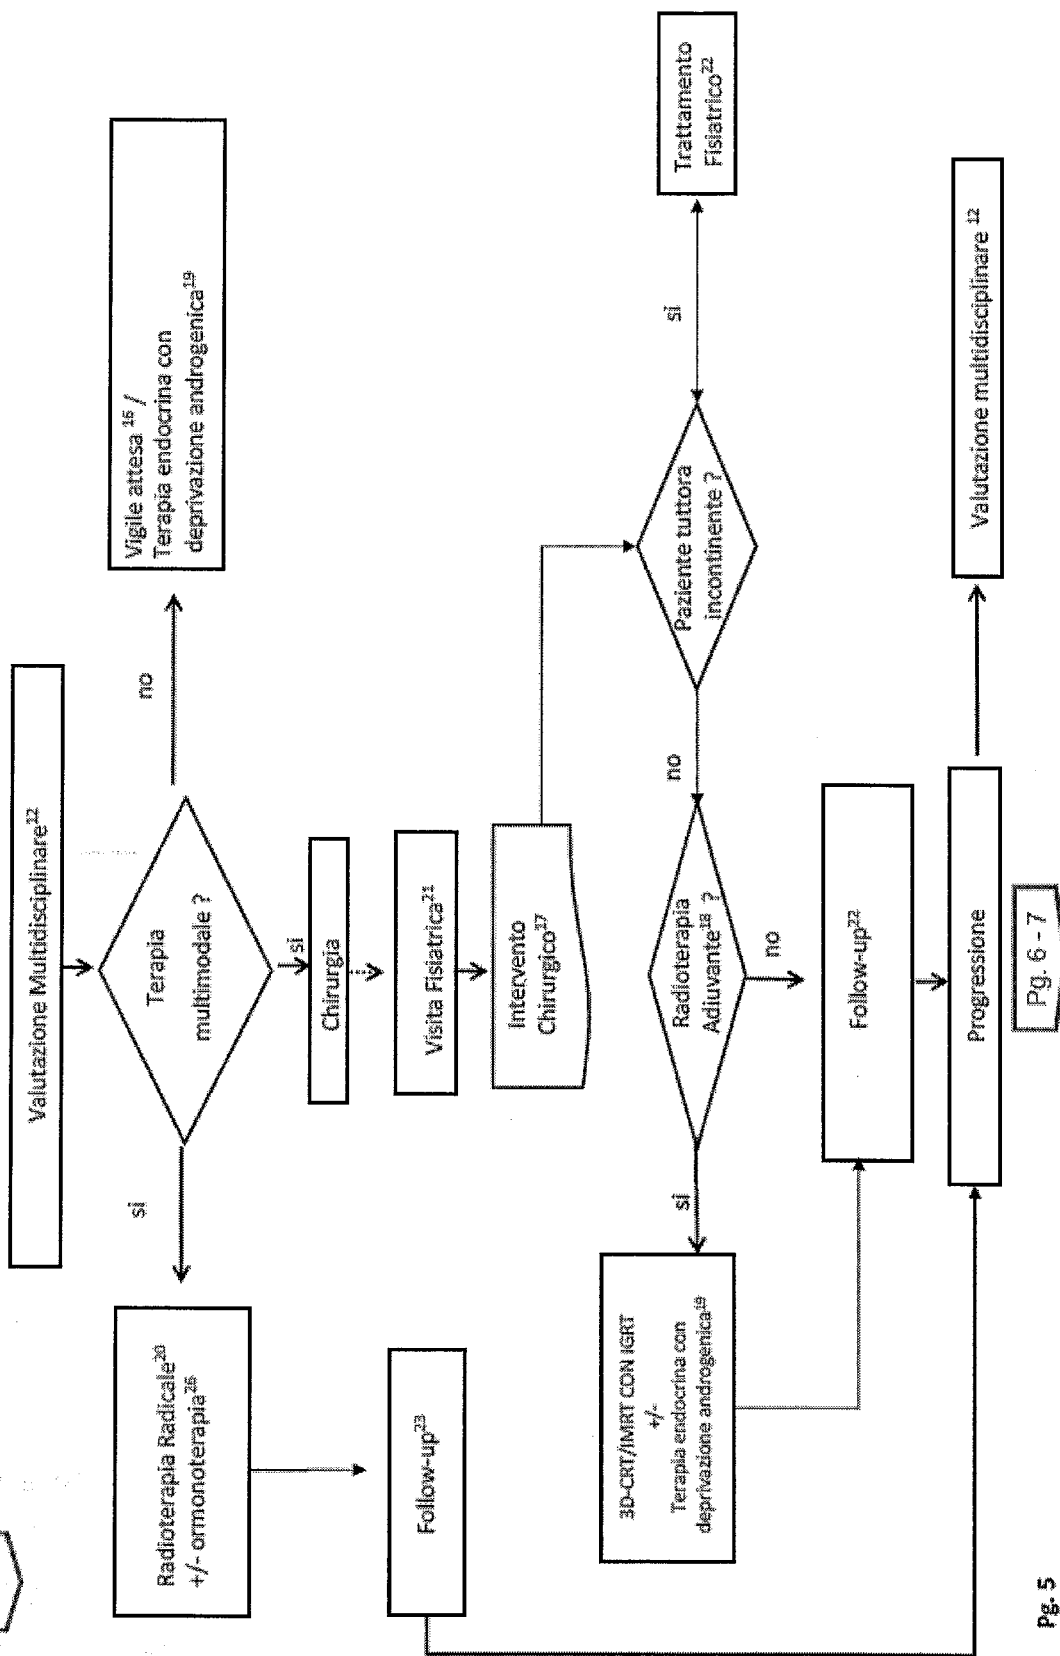 Valutazione Multidisciplinare¹²
Terapia
multimodale ?
si
no
si
Radioterapia Radicale²⁰
+/- ormonoterapia²⁶
Vigile attesa ¹⁶ /
Terapia endocrina con
deprivazione androgenica¹⁹
Chirurgia
Follow-up²³
Visita Fisiatrica²¹
Intervento
Chirurgico¹⁷
3D-CRT/IMRT CON IGRT
+/-
Terapia endocrina con
deprivazione androgenica¹⁹
si
Radioterapia
Adiuvante¹⁸ ?
no
no
Paziente tuttora
incontinente ?
si
Trattamento
Fisiatrico²²
Follow-up²²
Progressione
Valutazione multidisciplinare ¹²
Pg. 6 - 7
Pg. 5